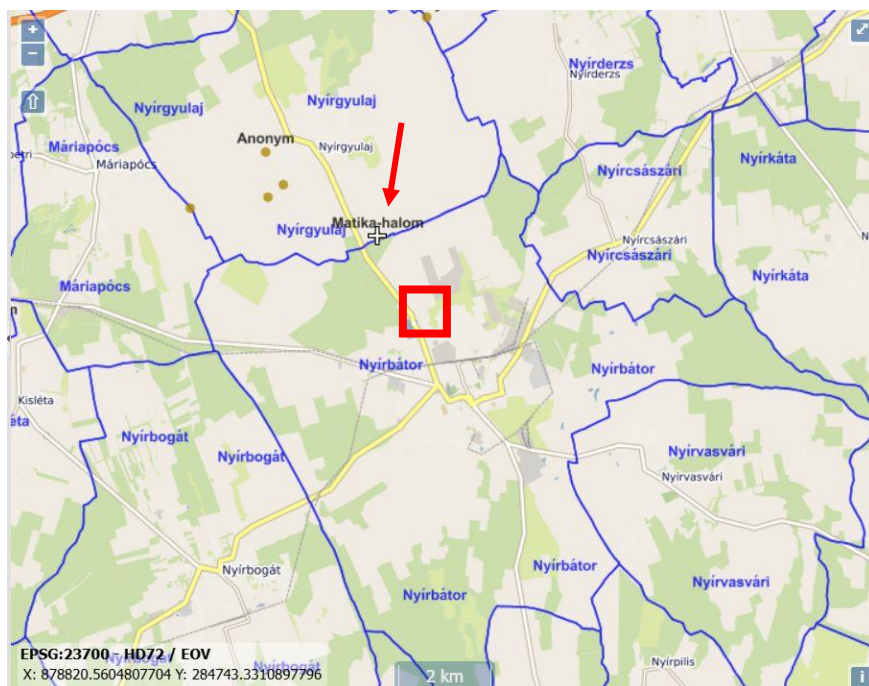 +
−
⇧
Nyírderzs
Nyírderzs
Nyírgyulaj
Nyírgyulaj
Anonym
Nyírgyulaj
Máriapócs
Máriapócs
Nyírkáta
Nyírcsászári
Matika-halom
Nyírgyulaj
Nyírcsászári
Nyírcsászári
Nyírkáta
Máriapócs
Nyírbátor
Nyírbátor
Kisléta
Nyírbogát
Nyírbogát
Nyírvasvári
Nyírvasvári
Nyírbogát
Nyírbátor
Nyírbátor
Nyírvasvári
EPSG:23700 - HD72 / EOV
Nyírbogát
X: 878820.5604807704 Y: 284743.3310897796
2 km
Nyírpilis
i